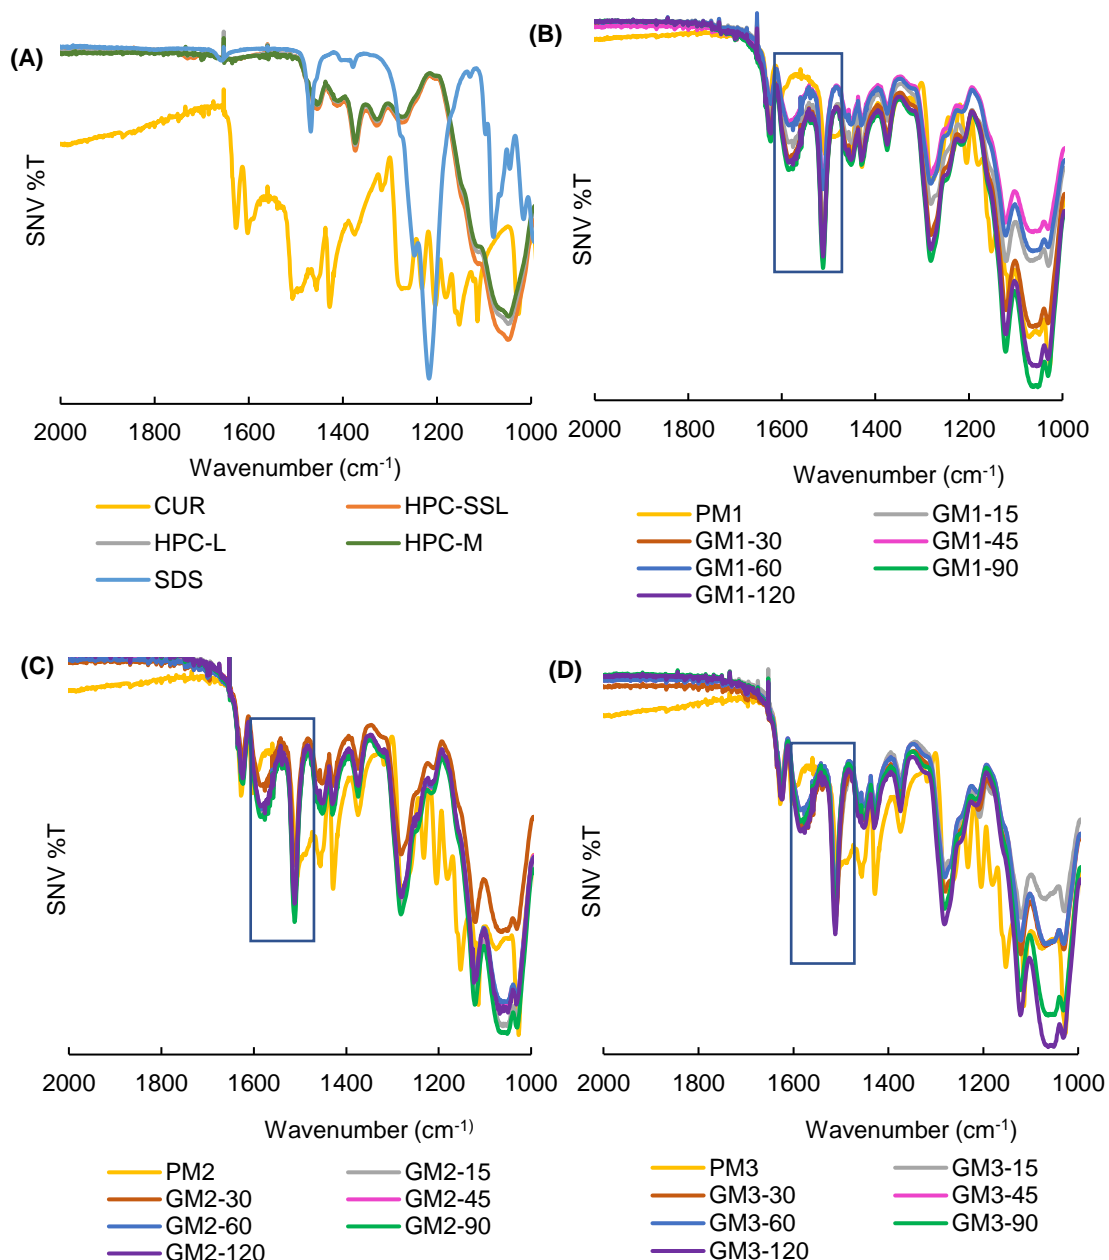 (A)
SNV %T
2000 1800 1600 1400 1200 1000
Wavenumber (cm-1)
CUR HPC-SSL
HPC-L HPC-M
SDS
(B)
SNV %T
2000 1800 1600 1400 1200 1000
Wavenumber (cm-1)
PM1 GM1-15
GM1-30 GM1-45
GM1-60 GM1-90
GM1-120
(C)
SNV %T
2000 1800 1600 1400 1200 1000
Wavenumber (cm-1)
PM2 GM2-15
GM2-30 GM2-45
GM2-60 GM2-90
GM2-120
(D)
SNV %T
2000 1800 1600 1400 1200 1000
Wavenumber (cm-1)
PM3 GM3-15
GM3-30 GM3-45
GM3-60 GM3-90
GM3-120